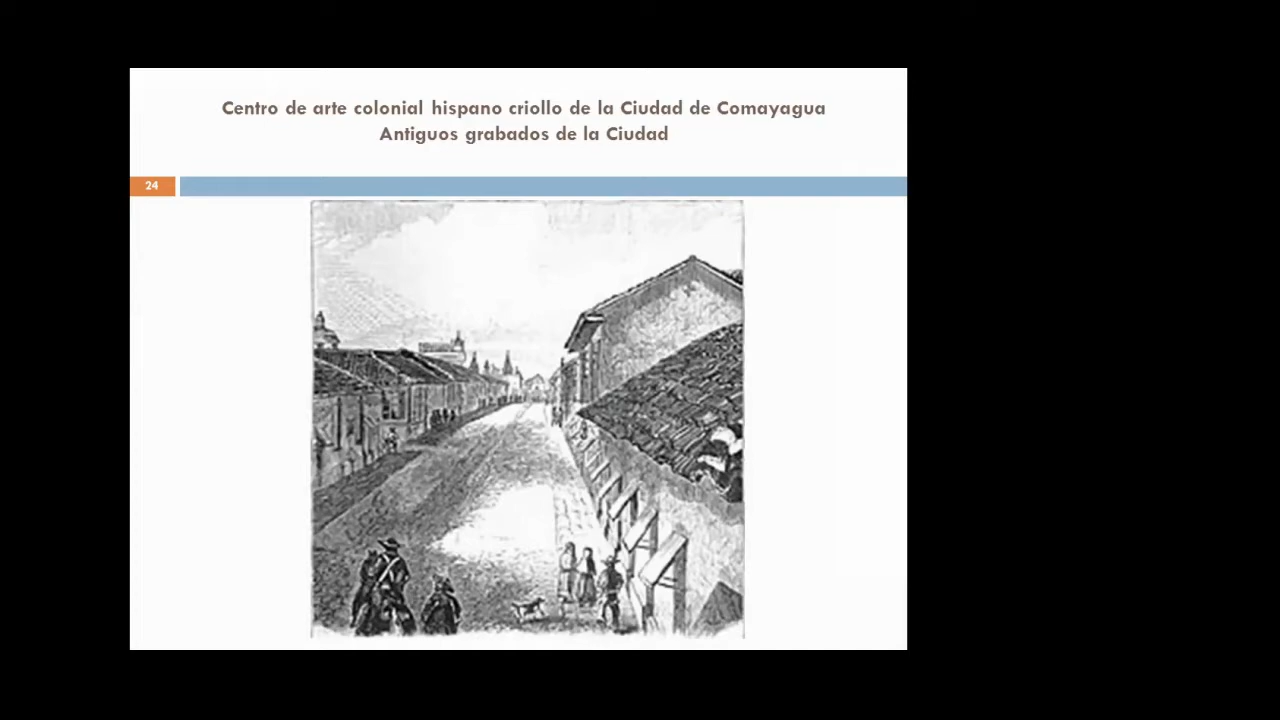 Centro de arte colonial hispano criollo de la Ciudad de Comayagua
Antiguos grabados de la Ciudad
24